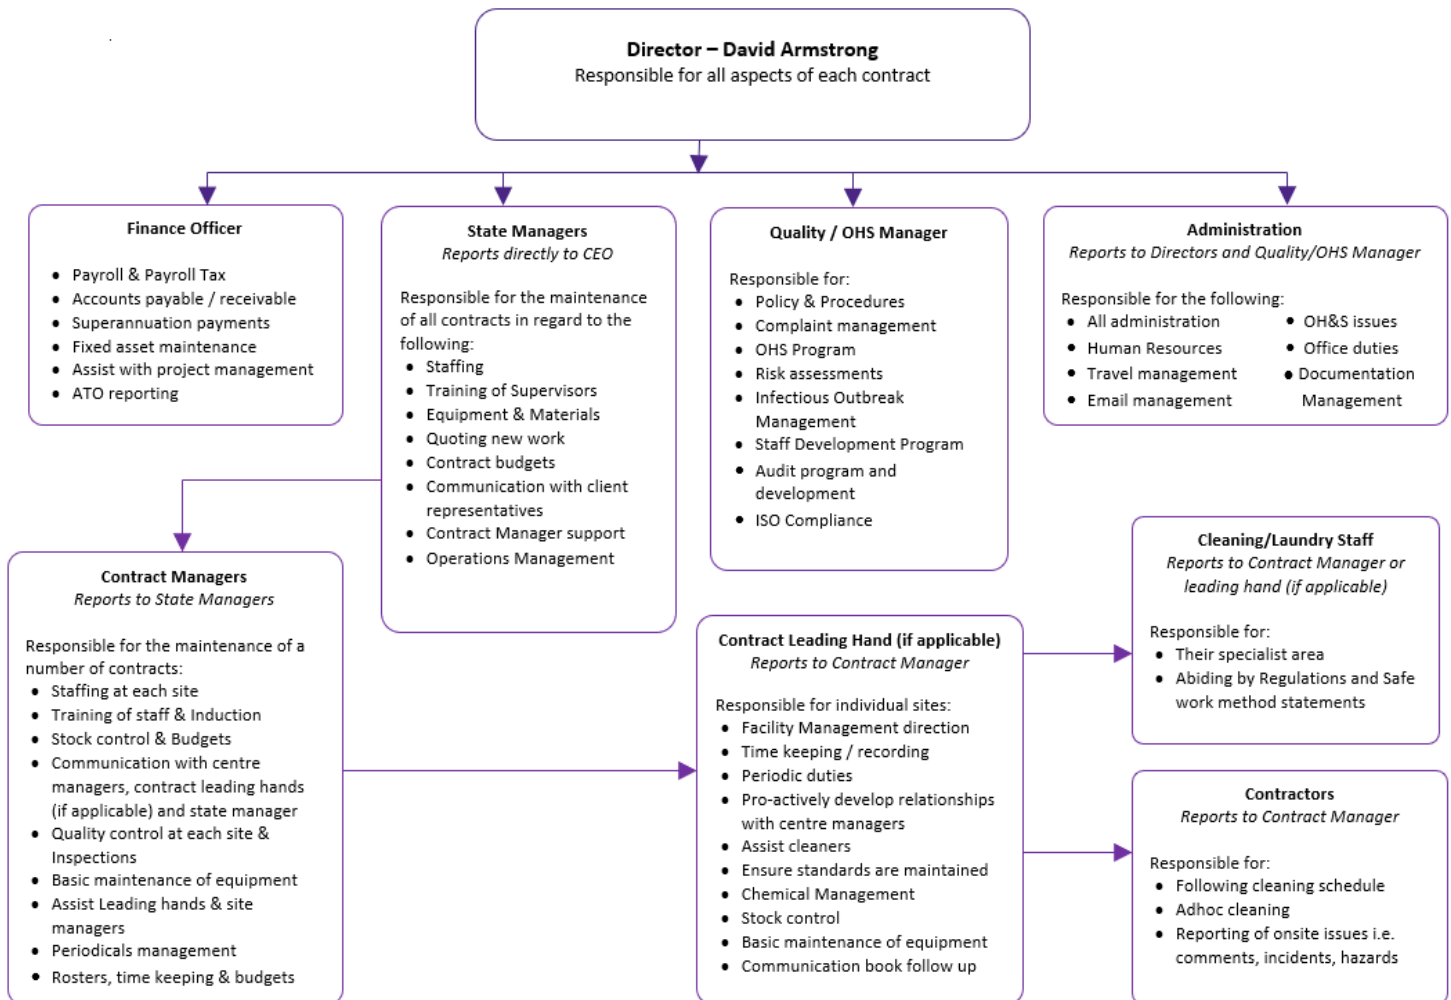 Director – David Armstrong
Responsible for all aspects of each contract
Finance Officer
• Payroll & Payroll Tax
• Accounts payable / receivable
• Superannuation payments
• Fixed asset maintenance
• Assist with project management
• ATO reporting
State Managers
Reports directly to CEO
Responsible for the maintenance
of all contracts in regard to the
following:
• Staffing
• Training of Supervisors
• Equipment & Materials
• Quoting new work
• Contract budgets
• Communication with client
representatives
• Contract Manager support
• Operations Management
Quality / OHS Manager
Responsible for:
• Policy & Procedures
• Complaint management
• OHS Program
• Risk assessments
• Infectious Outbreak
Management
• Staff Development Program
• Audit program and
development
• ISO Compliance
Administration
Reports to Directors and Quality/OHS Manager
Responsible for the following:
• All administration
• Human Resources
• Travel management
• Email management
• OH&S issues
• Office duties
• Documentation
Management
Contract Managers
Reports to State Managers
Responsible for the maintenance of a
number of contracts:
• Staffing at each site
• Training of staff & Induction
• Stock control & Budgets
• Communication with centre
managers, contract leading hands
(if applicable) and state manager
• Quality control at each site &
Inspections
• Basic maintenance of equipment
• Assist Leading hands & site
managers
• Periodicals management
• Rosters, time keeping & budgets
Contract Leading Hand (if applicable)
Reports to Contract Manager
Responsible for individual sites:
• Facility Management direction
• Time keeping / recording
• Periodic duties
• Pro-actively develop relationships
with centre managers
• Assist cleaners
• Ensure standards are maintained
• Chemical Management
• Stock control
• Basic maintenance of equipment
• Communication book follow up
Cleaning/Laundry Staff
Reports to Contract Manager or
leading hand (if applicable)
Responsible for:
• Their specialist area
• Abiding by Regulations and Safe
work method statements
Contractors
Reports to Contract Manager
Responsible for:
• Following cleaning schedule
• Adhoc cleaning
• Reporting of onsite issues i.e.
comments, incidents, hazards